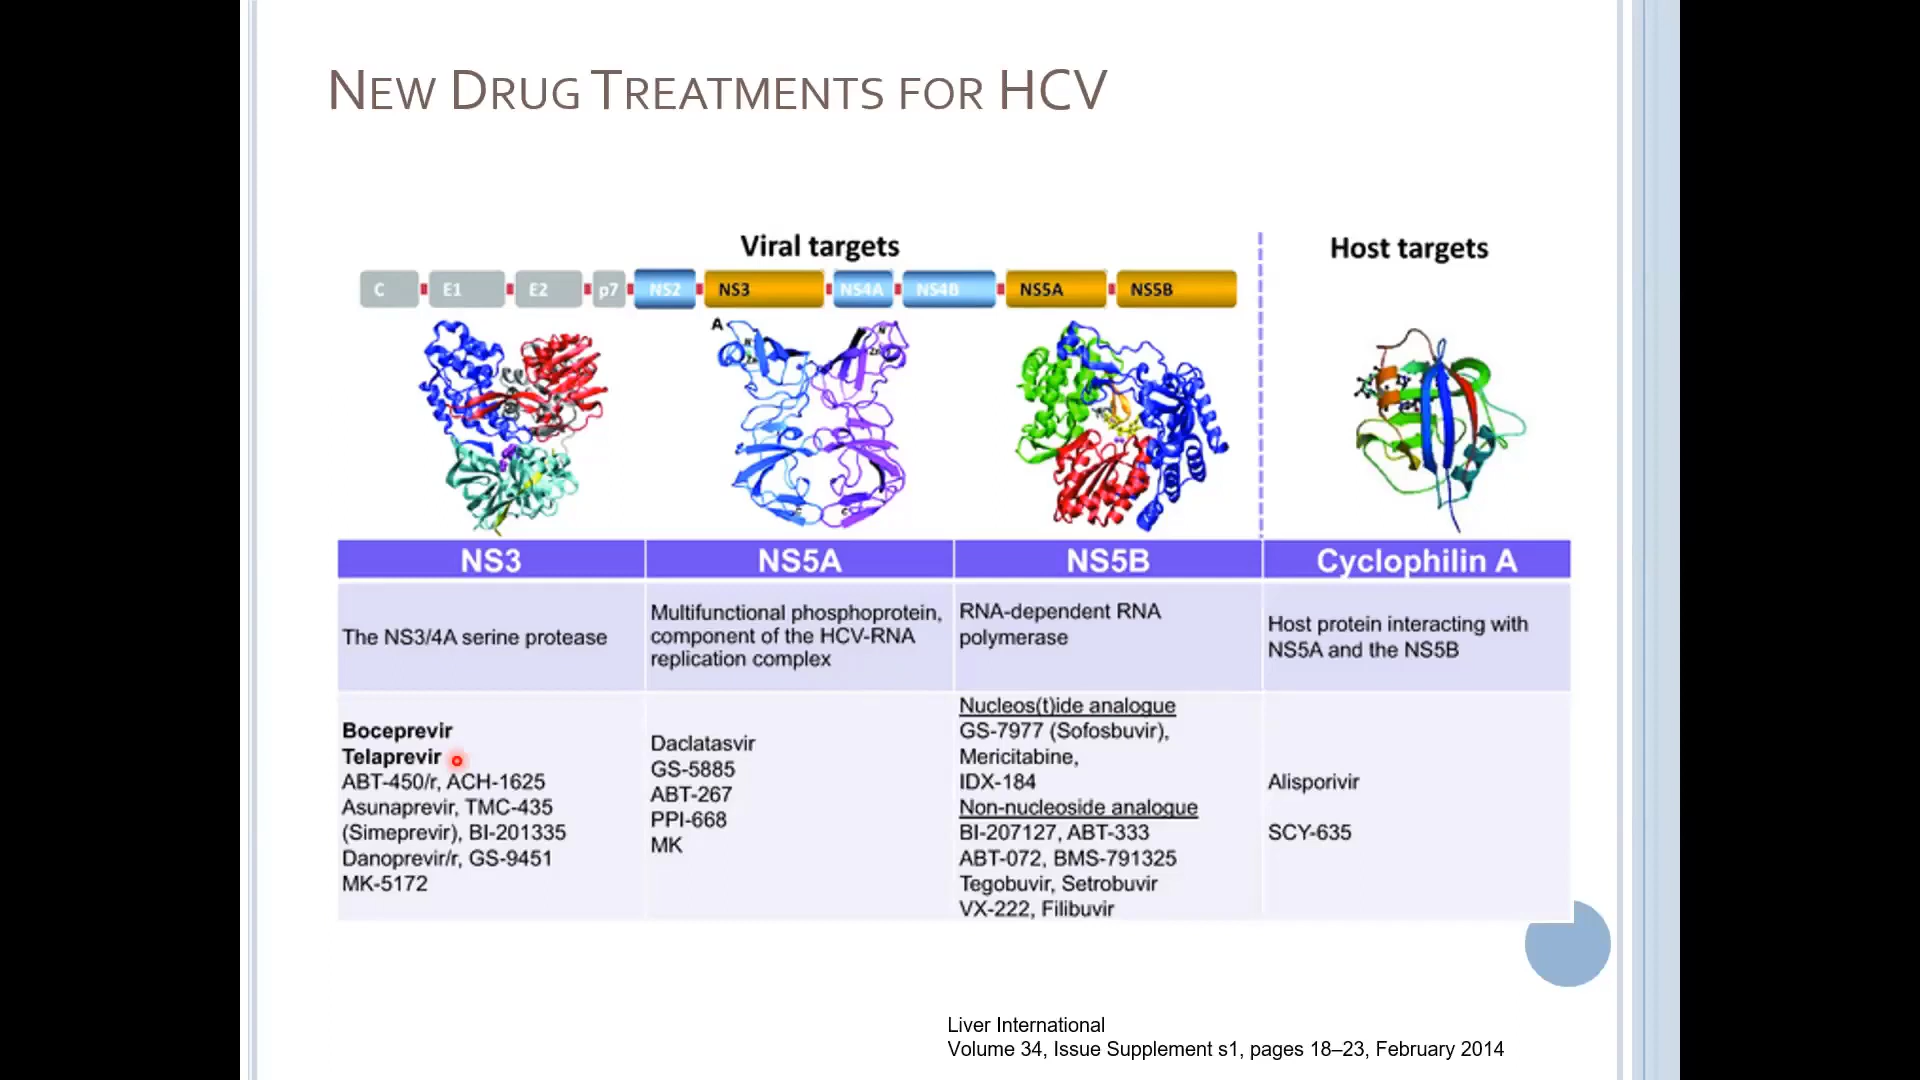 NEW DRUG TREATMENTS FOR HCV
Viral targets
Host targets
C E1 E2 p7 NS2 NS3 NS4A NS4B NS5A NS5B
A
NS3
NS5A
NS5B
Cyclophilin A
The NS3/4A serine protease
Multifunctional phosphoprotein,
component of the HCV-RNA
replication complex
RNA-dependent RNA
polymerase
Host protein interacting with
NS5A and the NS5B
Boceprevir
Telaprevir
ABT-450/r, ACH-1625
Asunaprevir, TMC-435
(Simeprevir), BI-201335
Danoprevir/r, GS-9451
MK-5172
Daclatasvir
GS-5885
ABT-267
PPI-668
MK
Nucleos(t)ide analogue
GS-7977 (Sofosbuvir),
Mericitabine,
IDX-184
Non-nucleoside analogue
BI-207127, ABT-333
ABT-072, BMS-791325
Tegobuvir, Setrobuvir
VX-222, Filibuvir
Alisporivir
SCY-635
Liver International
Volume 34, Issue Supplement s1, pages 18–23, February 2014